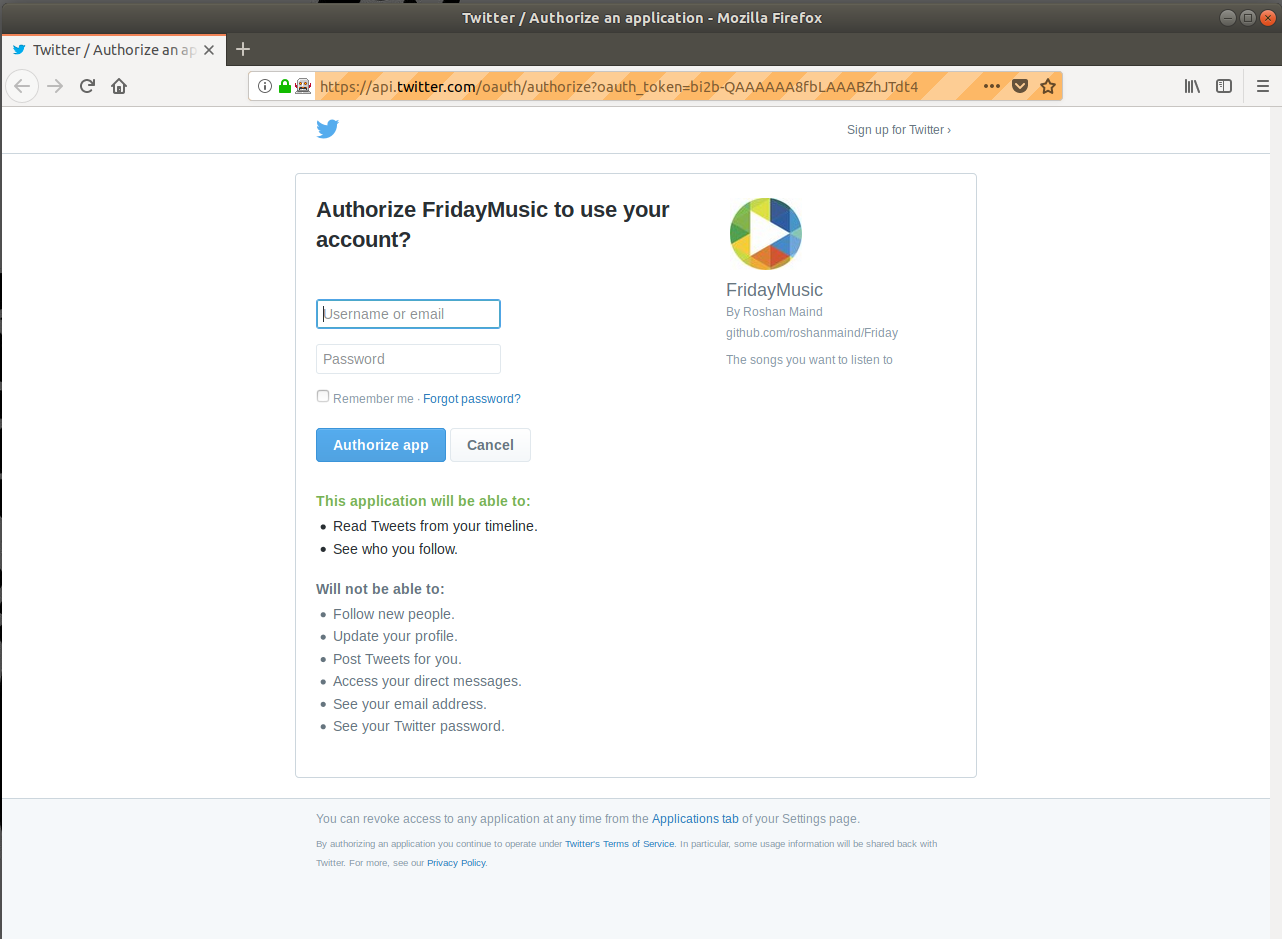 Twitter / Authorize an application - Mozilla Firefox
Twitter / Authorize an ap
https://api.twitter.com/oauth/authorize?oauth_token=bi2b-QAAAAAA8fbLAAABZhJTdt4
Sign up for Twitter ›
Authorize FridayMusic to use your
account?
Username or email
Password
Remember me · Forgot password?
Authorize app
Cancel
This application will be able to:
• Read Tweets from your timeline.
• See who you follow.
Will not be able to:
• Follow new people.
• Update your profile.
• Post Tweets for you.
• Access your direct messages.
• See your email address.
• See your Twitter password.
FridayMusic
By Roshan Maind
github.com/roshanmaind/Friday
The songs you want to listen to
You can revoke access to any application at any time from the Applications tab of your Settings page.
By authorizing an application you continue to operate under Twitter's Terms of Service. In particular, some usage information will be shared back with
Twitter. For more, see our Privacy Policy.